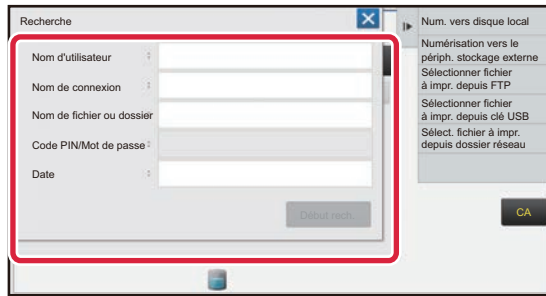 Recherche
Nom d'utilisateur
Nom de connexion
Nom de fichier ou dossier
Code PIN/Mot de passe
Date
Début rech.
Num. vers disque local
Numérisation vers le
périph. stockage externe
Sélectionner fichier
à impr. depuis FTP
Sélectionner fichier
à impr. depuis clé USB
Sélect. fichier à impr.
depuis dossier réseau
CA